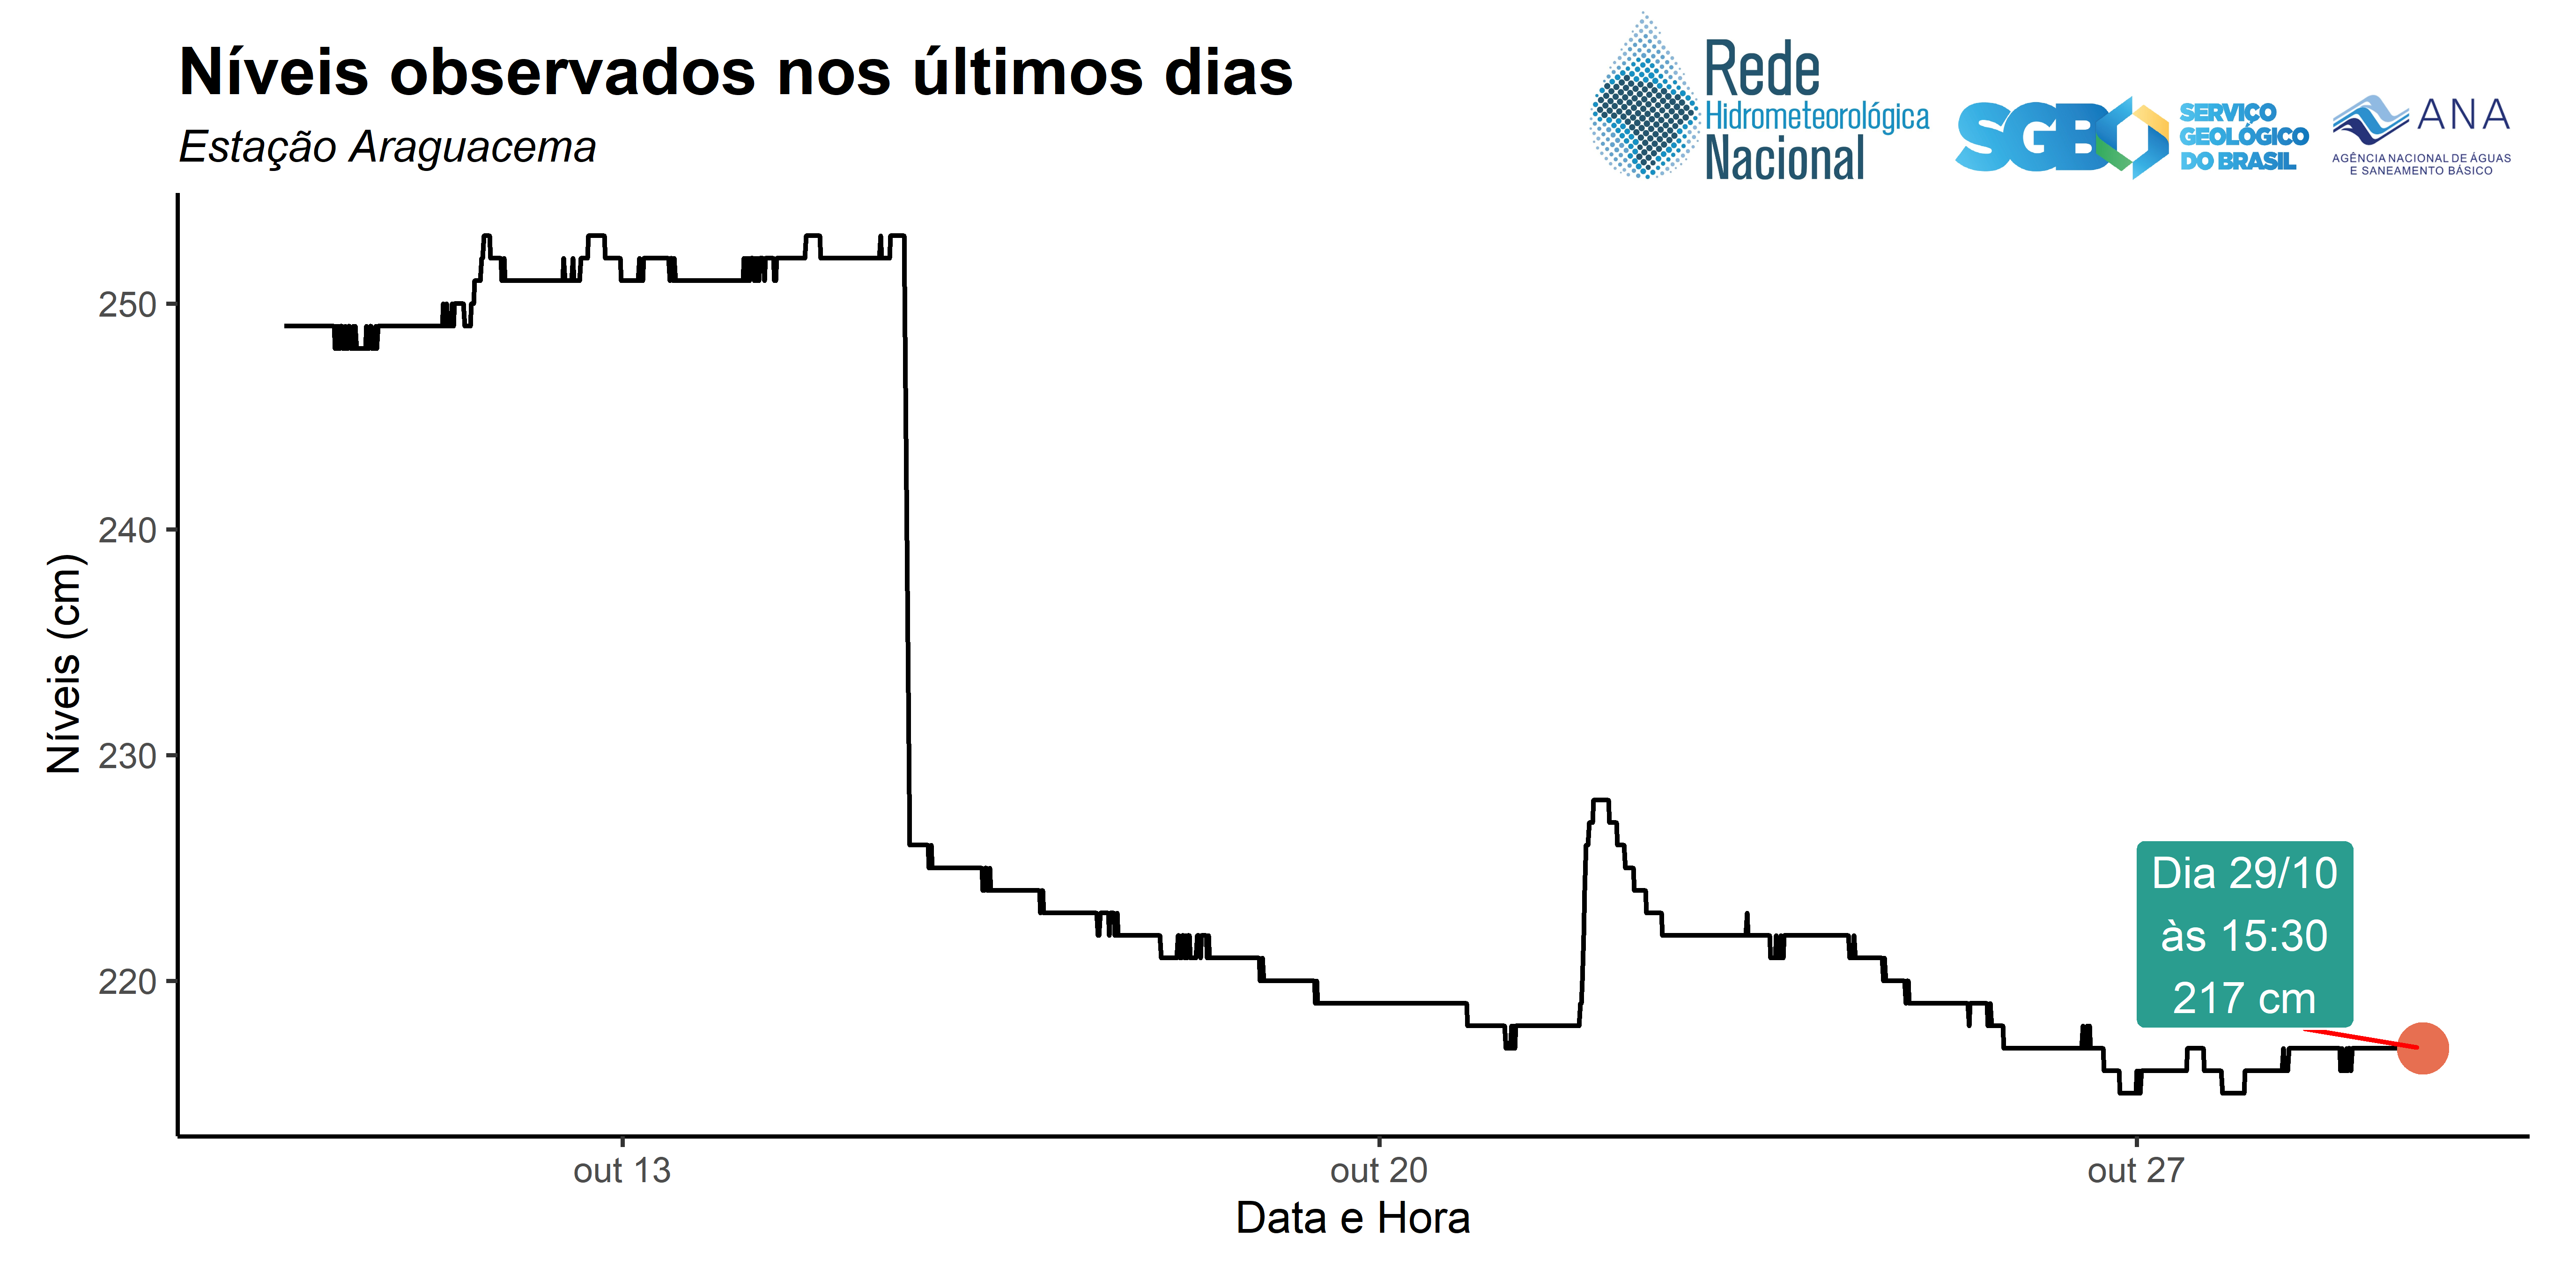 Níveis observados nos últimos dias
Estação Araguacema
Rede
Hidrometeorológica
Nacional
SGB
SERVIÇO
GEOLÓGICO
DO BRASIL
ANA
AGÊNCIA NACIONAL DE ÁGUAS
E SANEAMENTO BÁSICO
Níveis (cm)
250
240
230
220
Dia 29/10
às 15:30
217 cm
out 13
out 20
out 27
Data e Hora